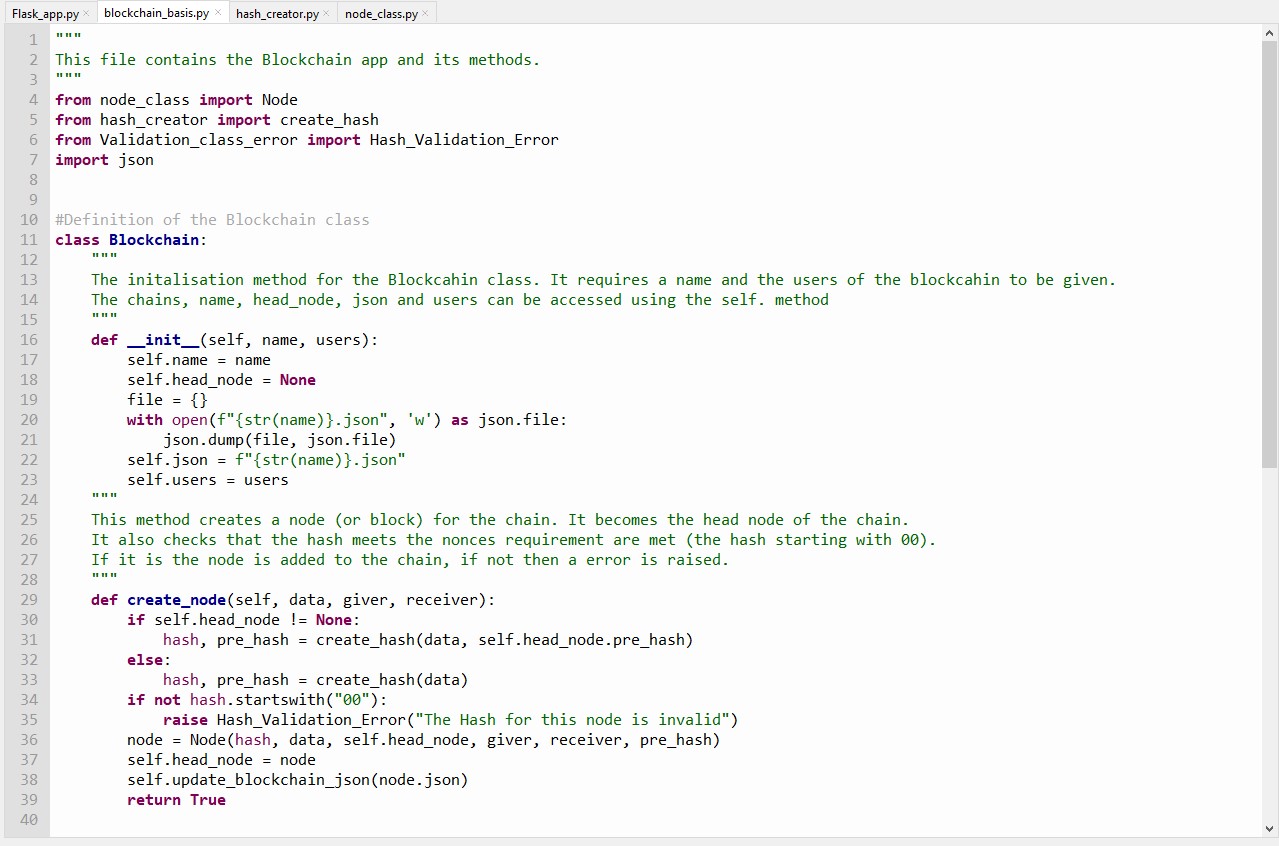 Flask_app.py × blockchain_basis.py × hash_creator.py × node_class.py ×
1 """
2 This file contains the Blockchain app and its methods.
3 """
4 from node_class import Node
5 from hash_creator import create_hash
6 from Validation_class_error import Hash_Validation_Error
7 import json
8
9
10 #Definition of the Blockchain class
11 class Blockchain:
12     """
13     The initalisation method for the Blockcahin class. It requires a name and the users of the blockcahin to be given.
14     The chains, name, head_node, json and users can be accessed using the self. method
15     """
16     def __init__(self, name, users):
17         self.name = name
18         self.head_node = None
19         file = {}
20         with open(f"{str(name)}.json", 'w') as json.file:
21             json.dump(file, json.file)
22         self.json = f"{str(name)}.json"
23         self.users = users
24     """
25     This method creates a node (or block) for the chain. It becomes the head node of the chain.
26     It also checks that the hash meets the nonces requirement are met (the hash starting with 00).
27     If it is the node is added to the chain, if not then a error is raised.
28     """
29     def create_node(self, data, giver, receiver):
30         if self.head_node != None:
31             hash, pre_hash = create_hash(data, self.head_node.pre_hash)
32         else:
33             hash, pre_hash = create_hash(data)
34         if not hash.startswith("00"):
35             raise Hash_Validation_Error("The Hash for this node is invalid")
36         node = Node(hash, data, self.head_node, giver, receiver, pre_hash)
37         self.head_node = node
38         self.update_blockchain_json(node.json)
39         return True
40